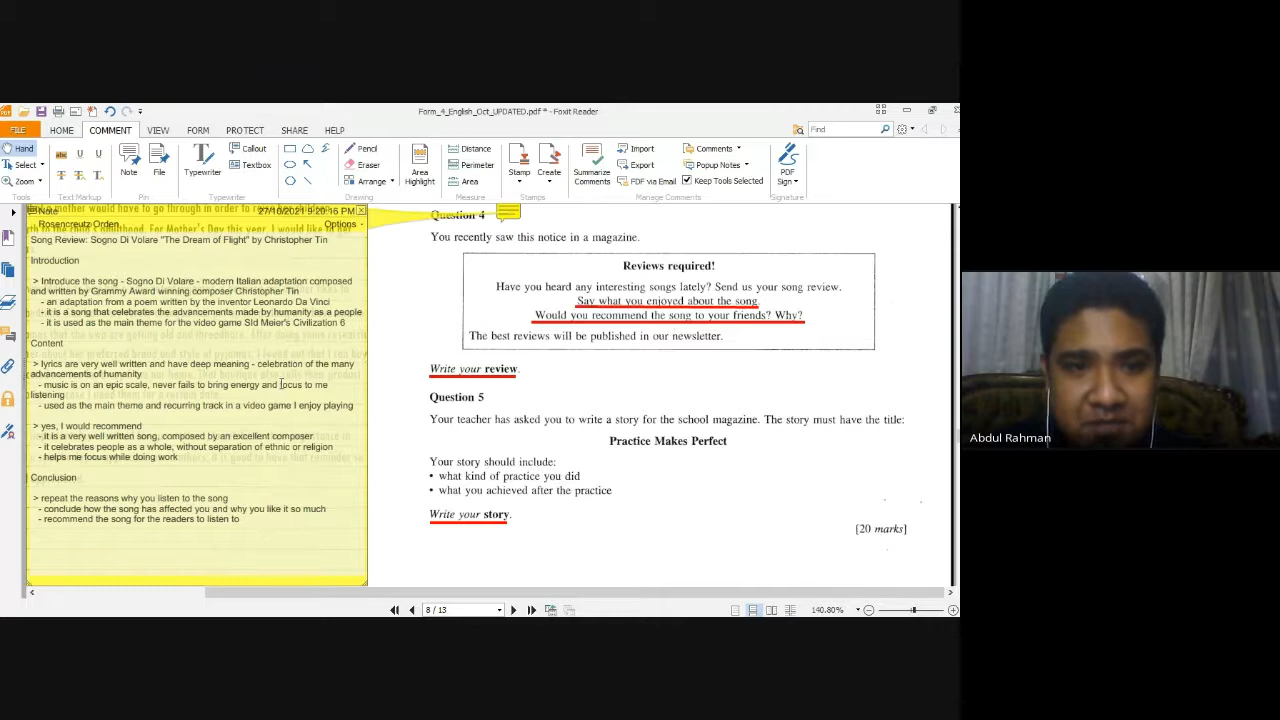 Form_4_English_Oct_UPDATED.pdf * - Foxit Reader
FILE HOME COMMENT VIEW FORM PROTECT SHARE HELP
Find
Hand
Select
Zoom
Tools
Text Markup
Note
File
Pin
Typewriter
Callout
Textbox
Typewriter
Pencil
Eraser
Arrange
Drawing
Area Highlight
Distance
Perimeter
Area
Measure
Stamp
Create
Stamps
Summarize Comments
Import
Export
PDF via Email
Comments
Popup Notes
Keep Tools Selected
Manage Comments
PDF Sign
Signature
Note 27/10/2021 9:20:16 PM
Rosencreutz Orden Options
Song Review: Sogno Di Volare "The Dream of Flight" by Christopher Tin
Introduction
> Introduce the song - Sogno Di Volare - modern Italian adaptation composed
and written by Grammy Award winning composer Christopher Tin
- an adaptation from a poem written by the inventor Leonardo Da Vinci
- it is a song that celebrates the advancements made by humanity as a people
- it is used as the main theme for the video game SId Meier's Civilization 6
Content
> lyrics are very well written and have deep meaning - celebration of the many
advancements of humanity
- music is on an epic scale, never fails to bring energy and focus to me
listening
- used as the main theme and recurring track in a video game I enjoy playing
> yes, I would recommend
- it is a very well written song, composed by an excellent composer
- it celebrates people as a whole, without separation of ethnic or religion
- helps me focus while doing work
Conclusion
> repeat the reasons why you listen to the song
- conclude how the song has affected you and why you like it so much
- recommend the song for the readers to listen to
Question 4
You recently saw this notice in a magazine.
Reviews required!
Have you heard any interesting songs lately? Send us your song review.
Say what you enjoyed about the song.
Would you recommend the song to your friends? Why?
The best reviews will be published in our newsletter.
Write your review.
Question 5
Your teacher has asked you to write a story for the school magazine. The story must have the title:
Practice Makes Perfect
Your story should include:
• what kind of practice you did
• what you achieved after the practice
Write your story.
[20 marks]
8 / 13
140.80%
Abdul Rahman